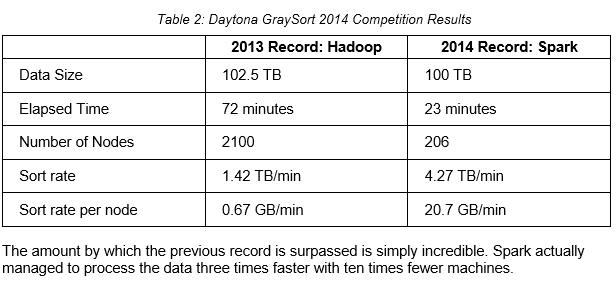 Table 2: Daytona GraySort 2014 Competition Results
2013 Record: Hadoop 2014 Record: Spark
Data Size 102.5 TB 100 TB
Elapsed Time 72 minutes 23 minutes
Number of Nodes 2100 206
Sort rate 1.42 TB/min 4.27 TB/min
Sort rate per node 0.67 GB/min 20.7 GB/min
The amount by which the previous record is surpassed is simply incredible. Spark actually
managed to process the data three times faster with ten times fewer machines.